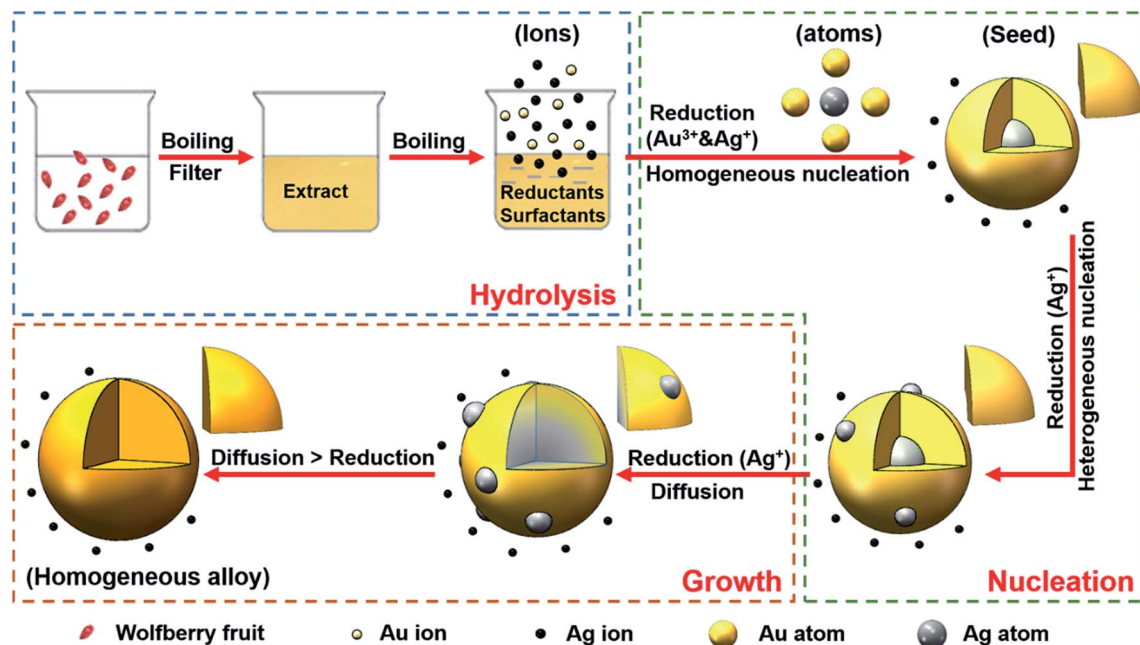 (Ions)
(atoms)
(Seed)
Boiling
Filter
Extract
Boiling
Reductants
Surfactants
Reduction
(Au³⁺&Ag⁺)
Homogeneous nucleation
Hydrolysis
Reduction (Ag⁺)
Heterogeneous nucleation
Nucleation
Reduction (Ag⁺)
Diffusion
Diffusion > Reduction
(Homogeneous alloy)
Growth
Wolfberry fruit
Au ion
Ag ion
Au atom
Ag atom